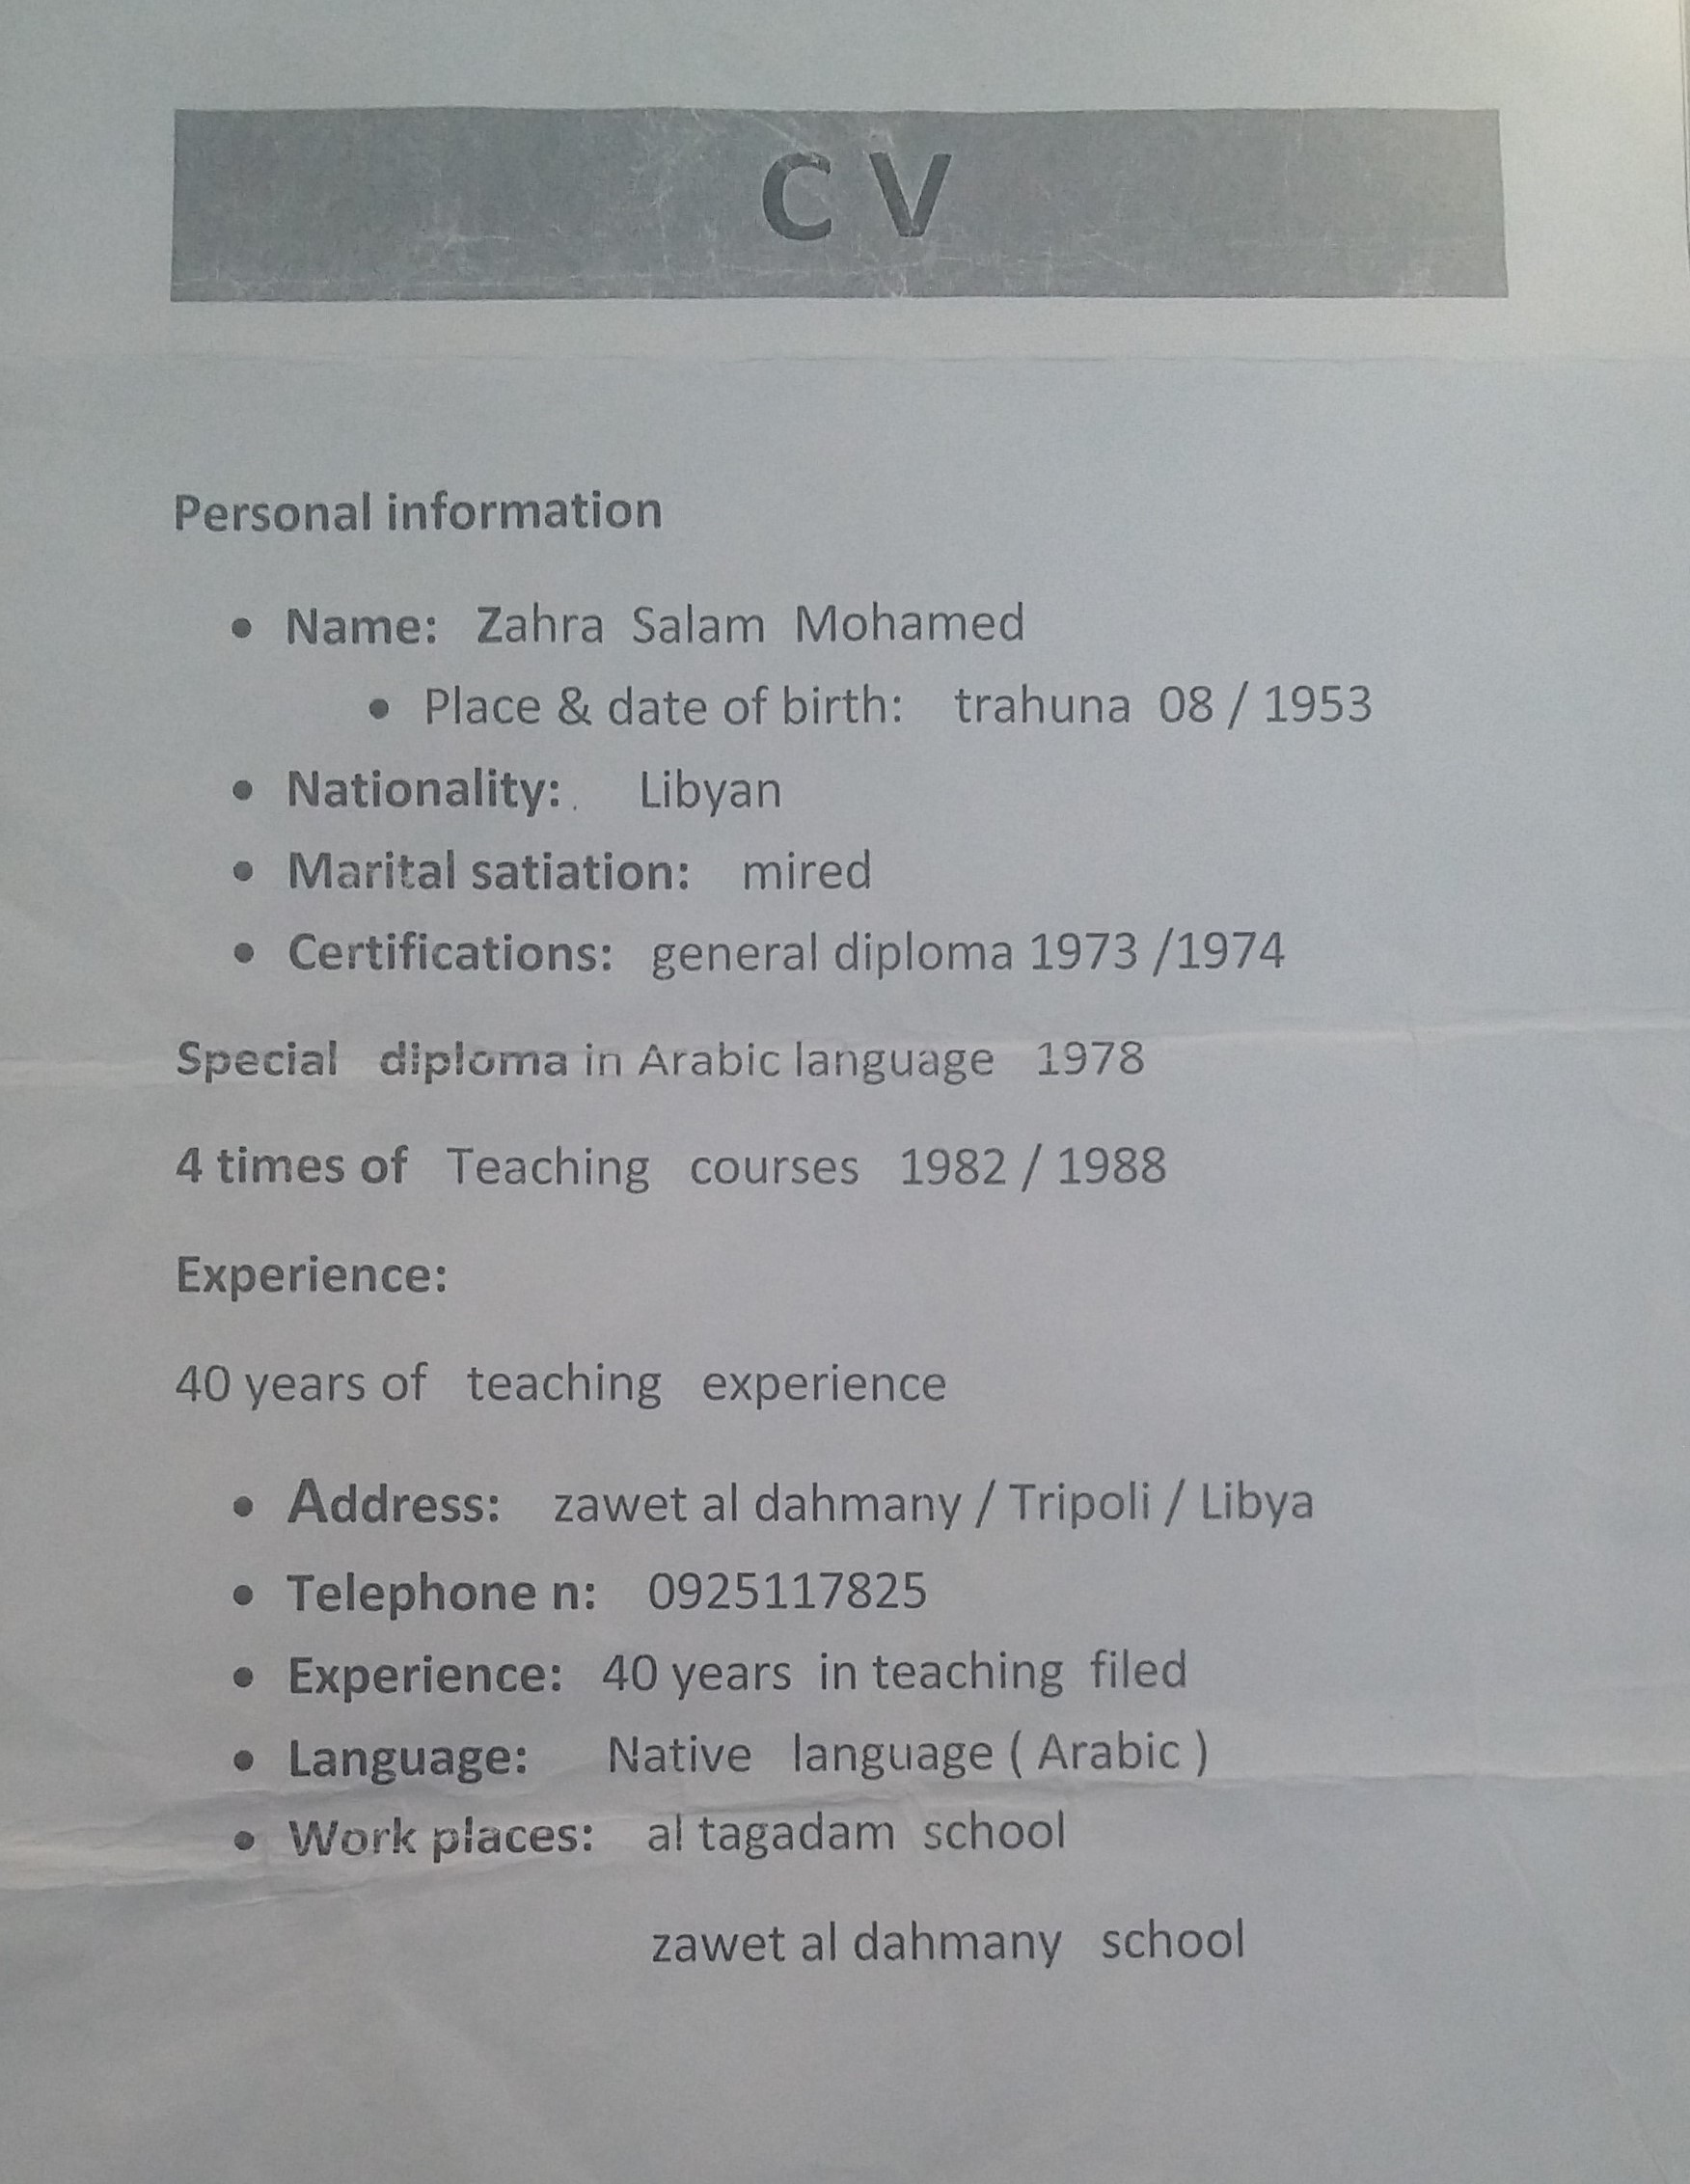 C V
Personal information
• Name: Zahra Salam Mohamed
• Place & date of birth: trahuna 08 / 1953
• Nationality: . Libyan
• Marital satiation: mired
• Certifications: general diploma 1973 /1974
Special diploma in Arabic language 1978
4 times of Teaching courses 1982 / 1988
Experience:
40 years of teaching experience
• Address: zawet al dahmany / Tripoli / Libya
• Telephone n: 0925117825
• Experience: 40 years in teaching filed
• Language: Native language ( Arabic )
• Work places: al tagadam school
zawet al dahmany school